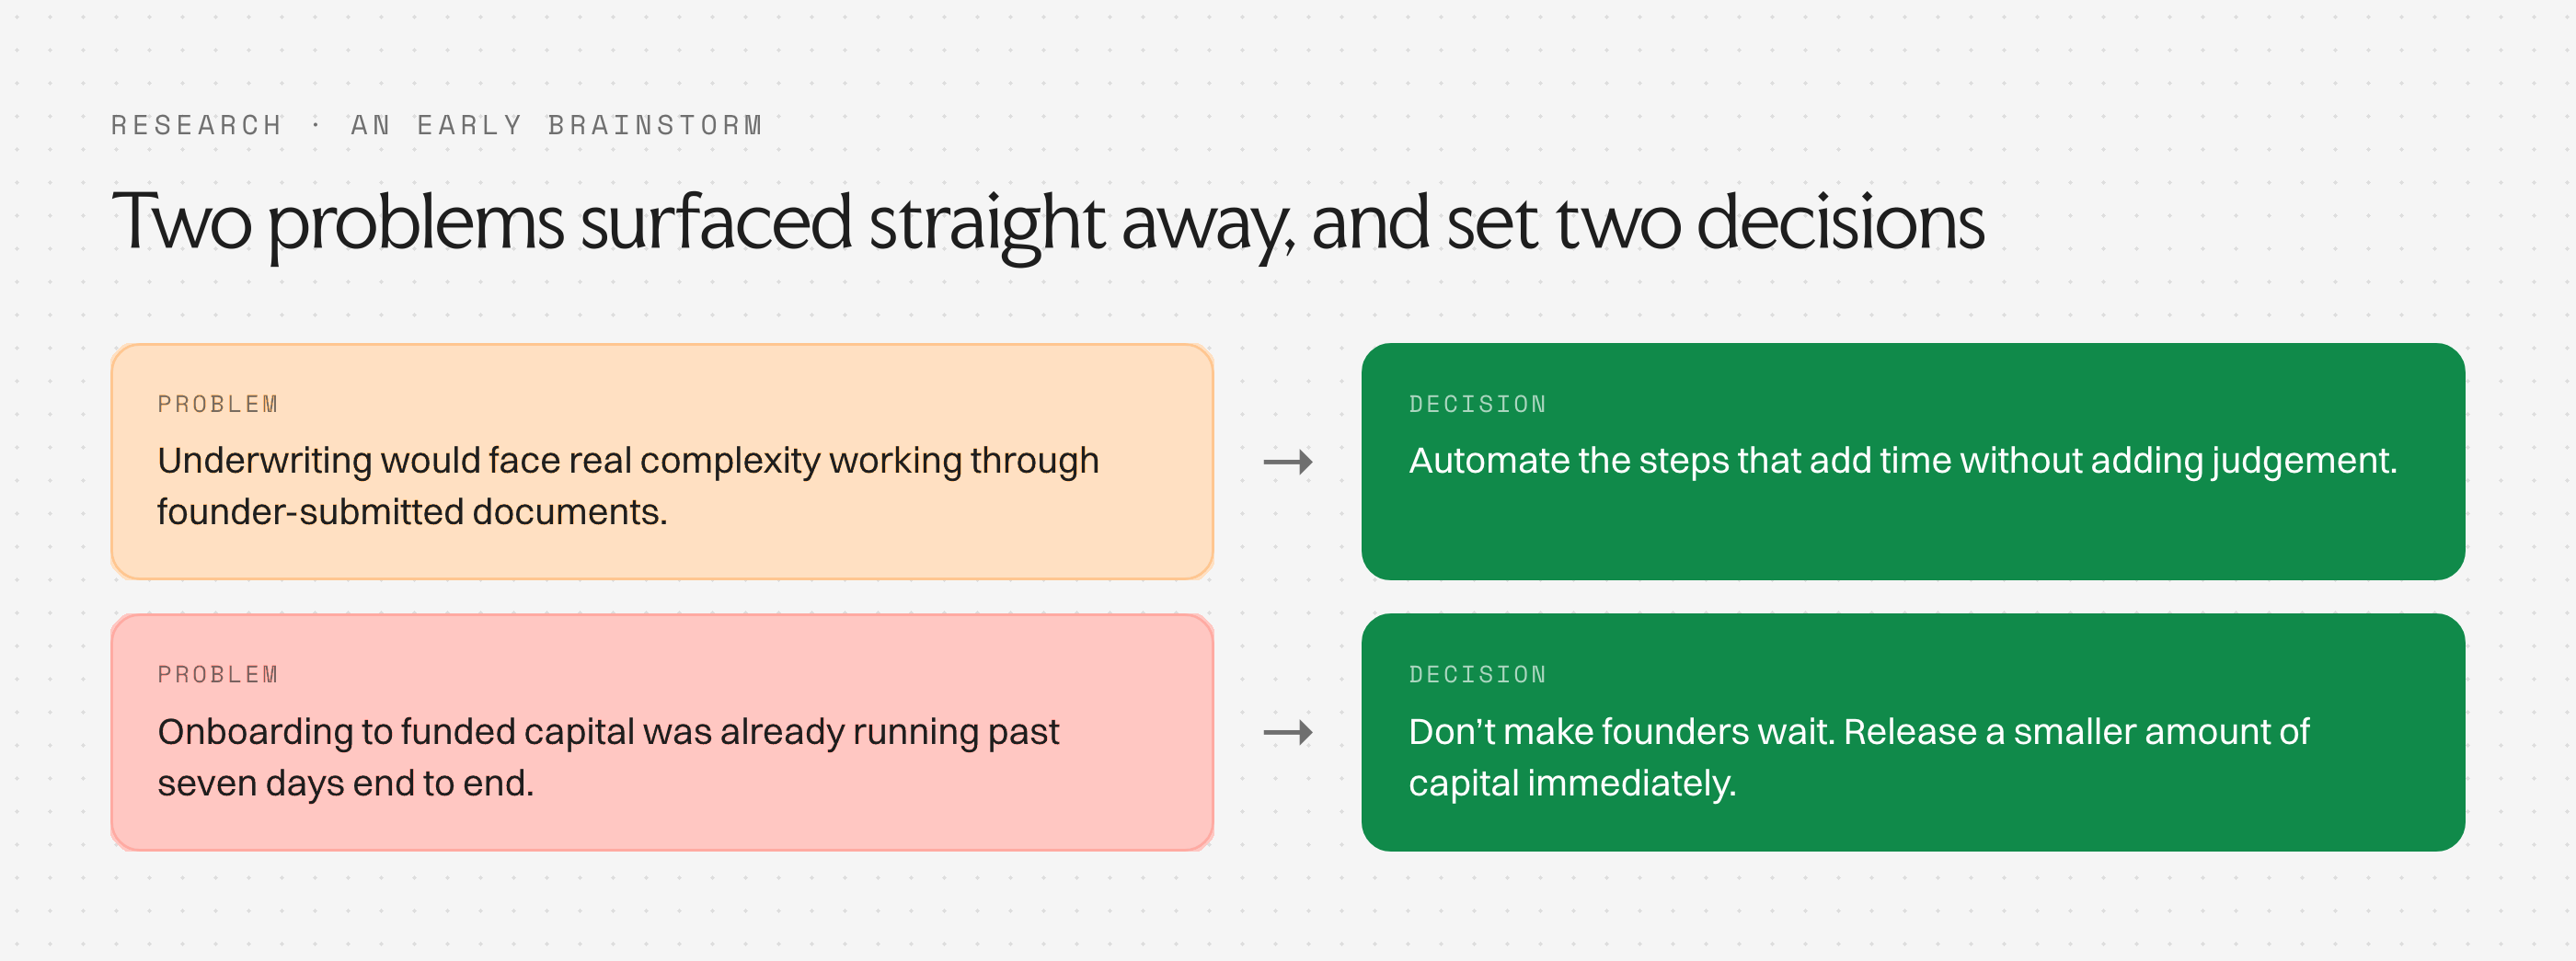 RESEARCH · AN EARLY BRAINSTORM
Two problems surfaced straight away, and set two decisions
PROBLEM
Underwriting would face real complexity working through
founder-submitted documents.
DECISION
Automate the steps that add time without adding judgement.
PROBLEM
Onboarding to funded capital was already running past
seven days end to end.
DECISION
Don’t make founders wait. Release a smaller amount of
capital immediately.